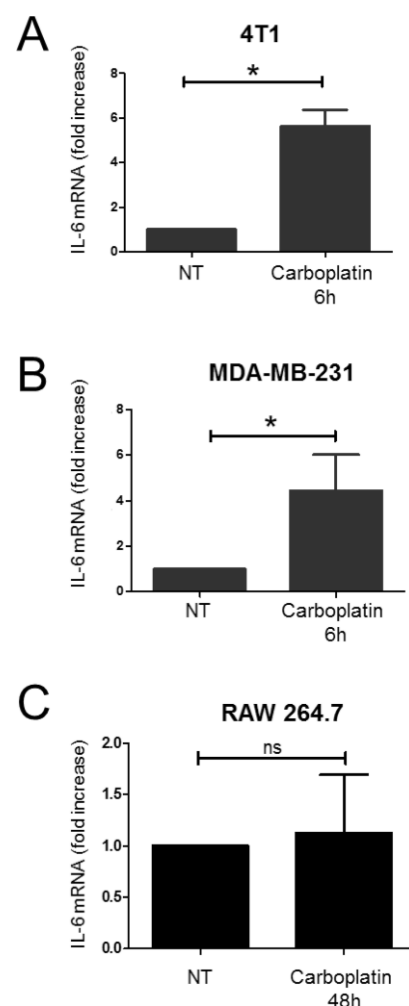 A
4T1
IL-6 mRNA (fold increase)
8
6
4
2
0
*
NT
Carboplatin
6h
B
MDA-MB-231
IL-6 mRNA (fold increase)
8
6
4
2
0
*
NT
Carboplatin
6h
C
RAW 264.7
IL-6 mRNA (fold increase)
2.0
1.5
1.0
0.5
0.0
ns
NT
Carboplatin
48h